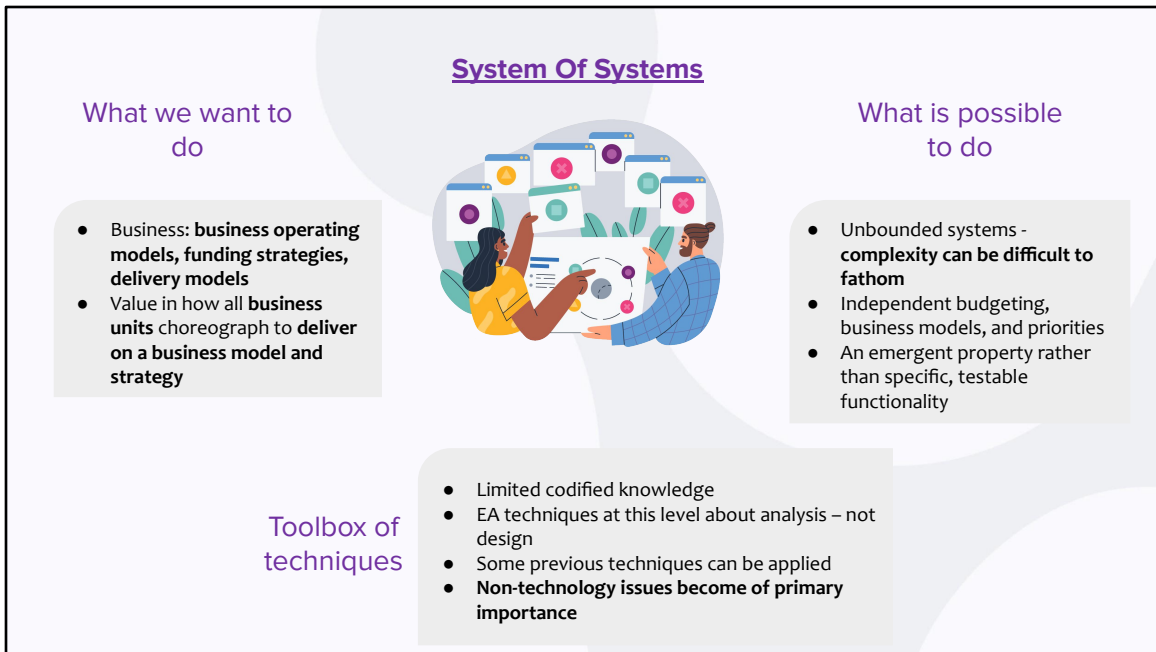 System Of Systems
What we want to
do
● Business: business operating
models, funding strategies,
delivery models
● Value in how all business
units choreograph to deliver
on a business model and
strategy
What is possible
to do
● Unbounded systems -
complexity can be difficult to
fathom
● Independent budgeting,
business models, and priorities
● An emergent property rather
than specific, testable
functionality
Toolbox of
techniques
● Limited codified knowledge
● EA techniques at this level about analysis – not
design
● Some previous techniques can be applied
● Non-technology issues become of primary
importance